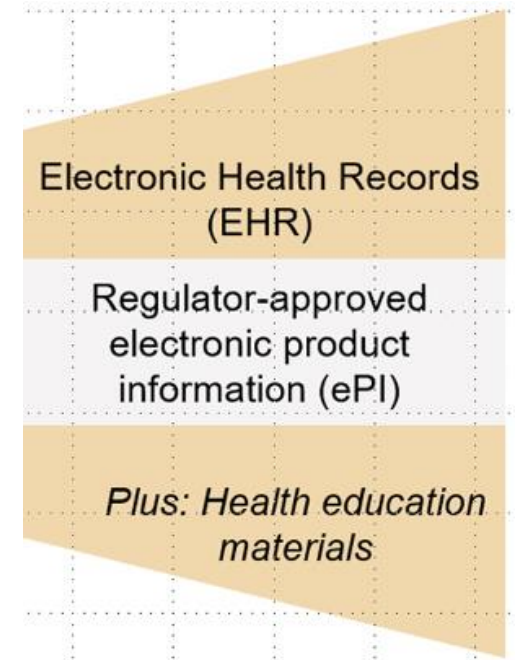 Electronic Health Records
(EHR)
Regulator-approved
electronic product
information (ePI)
Plus: Health education
materials